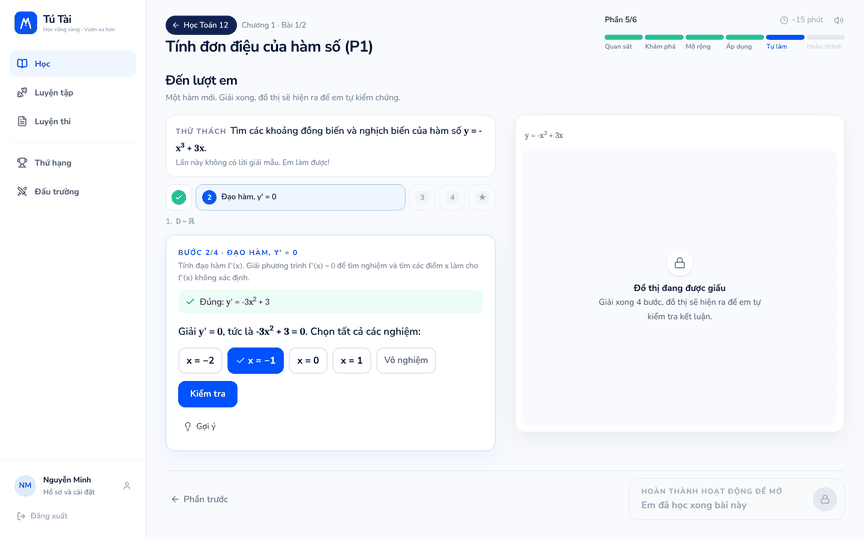 Tú Tài
Học vững vàng · Vươn xa hơn
Học
Luyện tập
Luyện thi
Thứ hạng
Đấu trường
NM
Nguyễn Minh
Hồ sơ và cài đặt
Đăng xuất
← Học Toán 12 Chương 1 · Bài 1/2
Tính đơn điệu của hàm số (P1)
Phần 5/6
~15 phút
Quan sát Khám phá Mở rộng Áp dụng Tự làm Hoàn thành
Đến lượt em
Một hàm mới. Giải xong, đồ thị sẽ hiện ra để em tự kiểm chứng.
THỬ THÁCH Tìm các khoảng đồng biến và nghịch biến của hàm số y = -
x³ + 3x.
Lần này không có lời giải mẫu. Em làm được!
2 Đạo hàm, y' = 0 3 4 ★
1. D = ℝ
BƯỚC 2/4 · ĐẠO HÀM, Y' = 0
Tính đạo hàm f'(x). Giải phương trình f'(x) = 0 để tìm nghiệm và tìm các điểm x làm cho
f'(x) không xác định.
Đúng: y' = -3x² + 3
Giải y' = 0, tức là -3x² + 3 = 0. Chọn tất cả các nghiệm:
x = −2 ✓ x = −1 x = 0 x = 1 Vô nghiệm
Kiểm tra
Gợi ý
y = -x³ + 3x
Đồ thị đang được giấu
Giải xong 4 bước, đồ thị sẽ hiện ra để em tự
kiểm tra kết luận.
← Phần trước
HOÀN THÀNH HOẠT ĐỘNG ĐỂ MỞ
Em đã học xong bài này